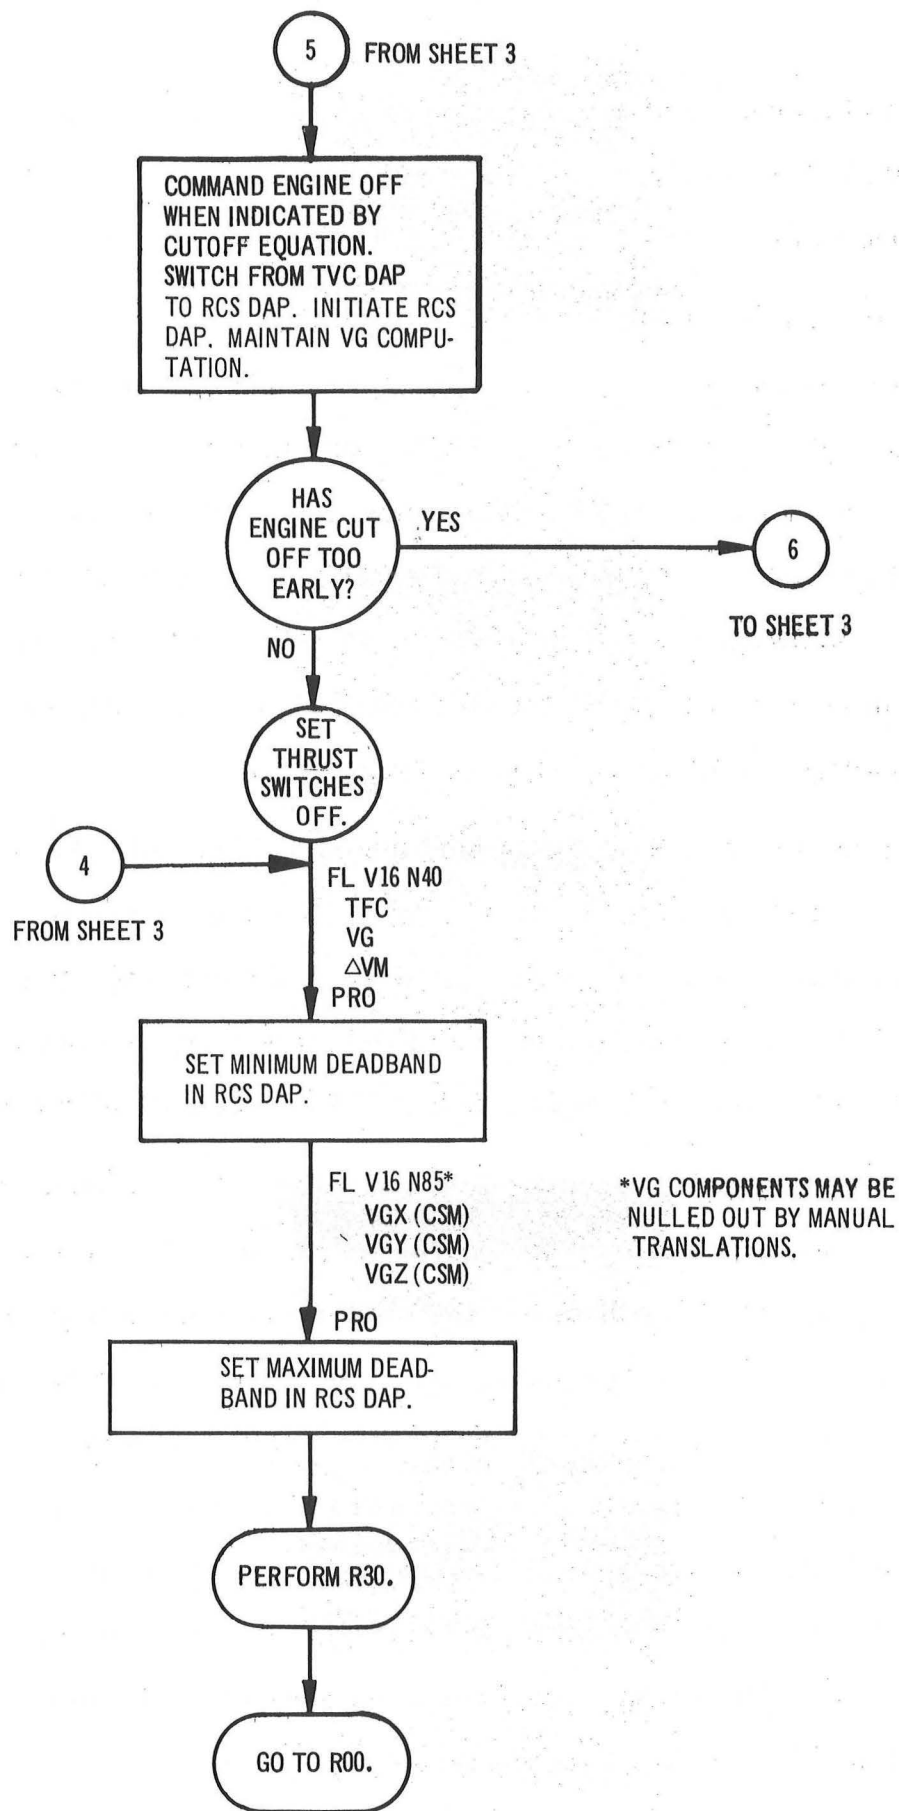 5
FROM SHEET 3
COMMAND ENGINE OFF
WHEN INDICATED BY
CUTOFF EQUATION.
SWITCH FROM TVC DAP
TO RCS DAP. INITIATE RCS
DAP. MAINTAIN VG COMPU-
TATION.
HAS
ENGINE CUT
OFF TOO
EARLY?
YES
6
TO SHEET 3
NO
SET
THRUST
SWITCHES
OFF.
4
FROM SHEET 3
FL V16 N40
TFC
VG
△VM
PRO
SET MINIMUM DEADBAND
IN RCS DAP.
FL V16 N85*
VGX (CSM)
VGY (CSM)
VGZ (CSM)
*VG COMPONENTS MAY BE
NULLED OUT BY MANUAL
TRANSLATIONS.
PRO
SET MAXIMUM DEAD-
BAND IN RCS DAP.
PERFORM R30.
GO TO R00.